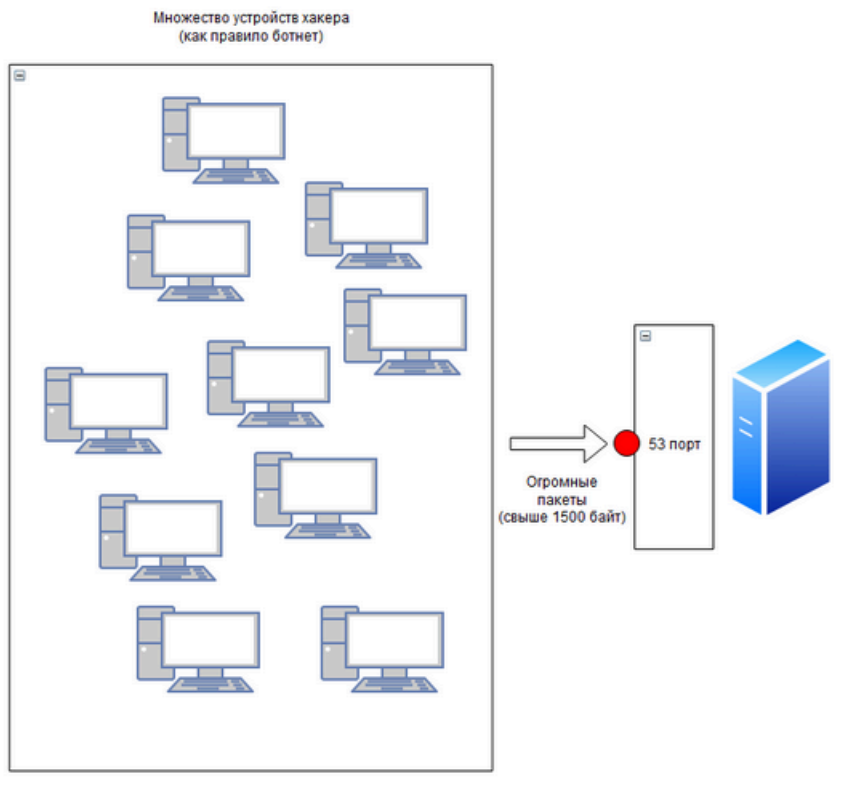 Множество устройств хакера
(как правило ботнет)
53 порт
Огромные
пакеты
(свыше 1500 байт)